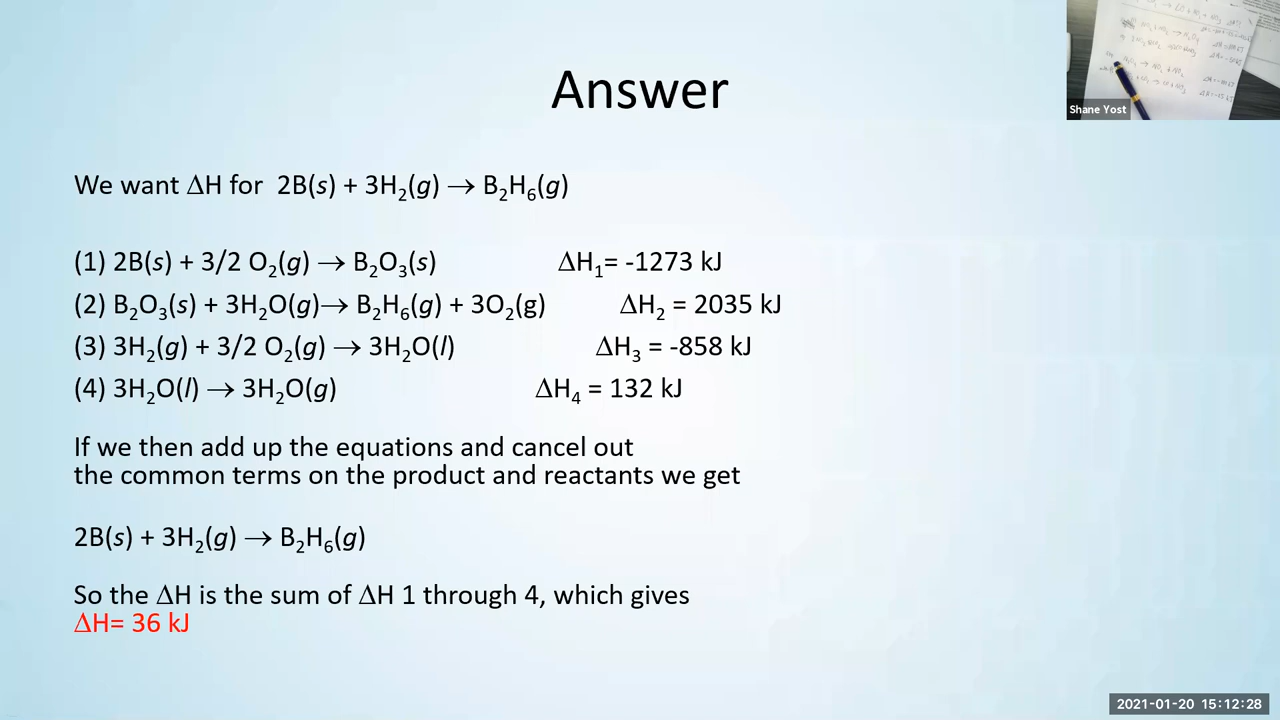 Answer
Shane Yost
We want ΔH for 2B(s) + 3H₂(g) → B₂H₆(g)
(1) 2B(s) + 3/2 O₂(g) → B₂O₃(s) ΔH₁= -1273 kJ
(2) B₂O₃(s) + 3H₂O(g)→ B₂H₆(g) + 3O₂(g) ΔH₂ = 2035 kJ
(3) 3H₂(g) + 3/2 O₂(g) → 3H₂O(l) ΔH₃ = -858 kJ
(4) 3H₂O(l) → 3H₂O(g) ΔH₄ = 132 kJ
If we then add up the equations and cancel out
the common terms on the product and reactants we get
2B(s) + 3H₂(g) → B₂H₆(g)
So the ΔH is the sum of ΔH 1 through 4, which gives
ΔH= 36 kJ
2021-01-20 15:12:28